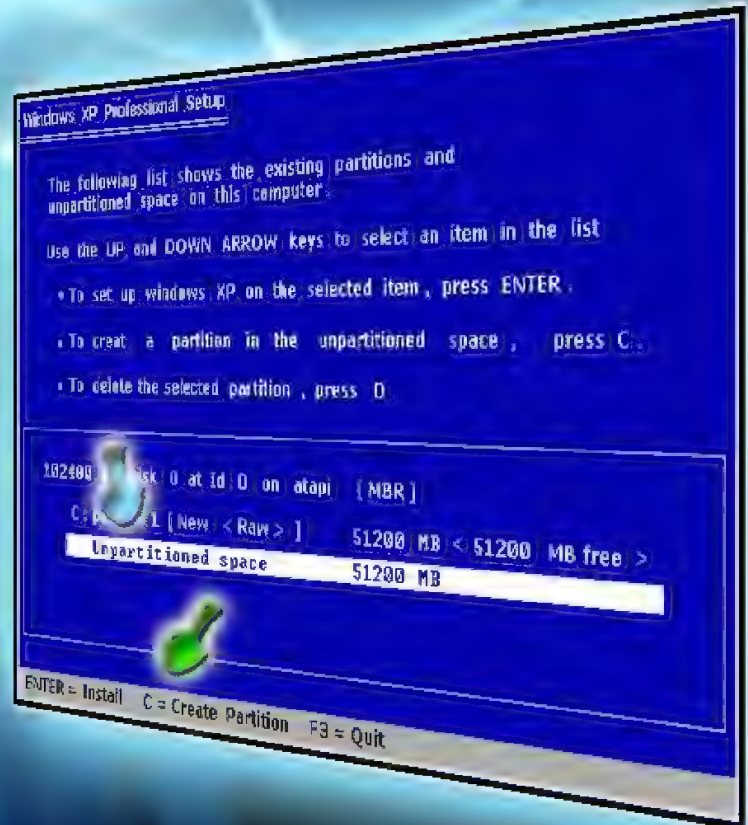 Windows XP Professional Setup
The following list shows the existing partitions and
unpartitioned space on this computer.
Use the UP and DOWN ARROW keys to select an item in the list
• To set up windows XP on the selected item, press ENTER.
• To creat a partition in the unpartitioned space, press C.
• To delete the selected partition, press D
102400 0 at Id 0 on atapi [MBR]
C: [New <Raw>] 51200 MB <51200 MB free>
Unpartitioned space 51200 MB
ENTER = Install C = Create Partition F3 = Quit